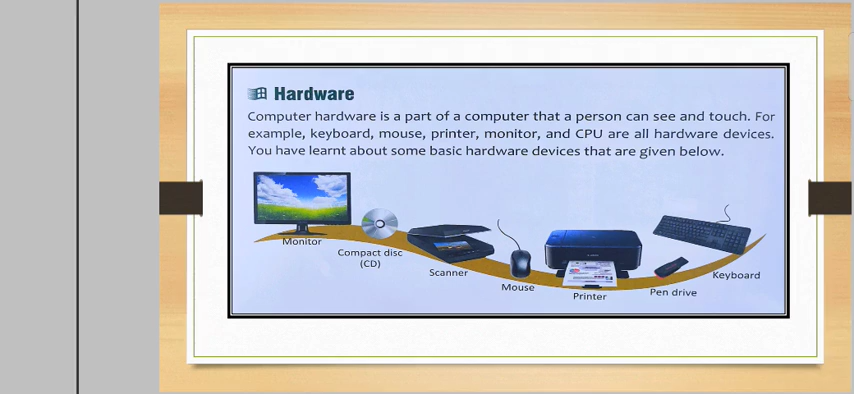 Hardware
Computer hardware is a part of a computer that a person can see and touch. For
example, keyboard, mouse, printer, monitor, and CPU are all hardware devices.
You have learnt about some basic hardware devices that are given below.
Monitor
Compact disc
(CD)
Scanner
Mouse
Printer
Pen drive
Keyboard